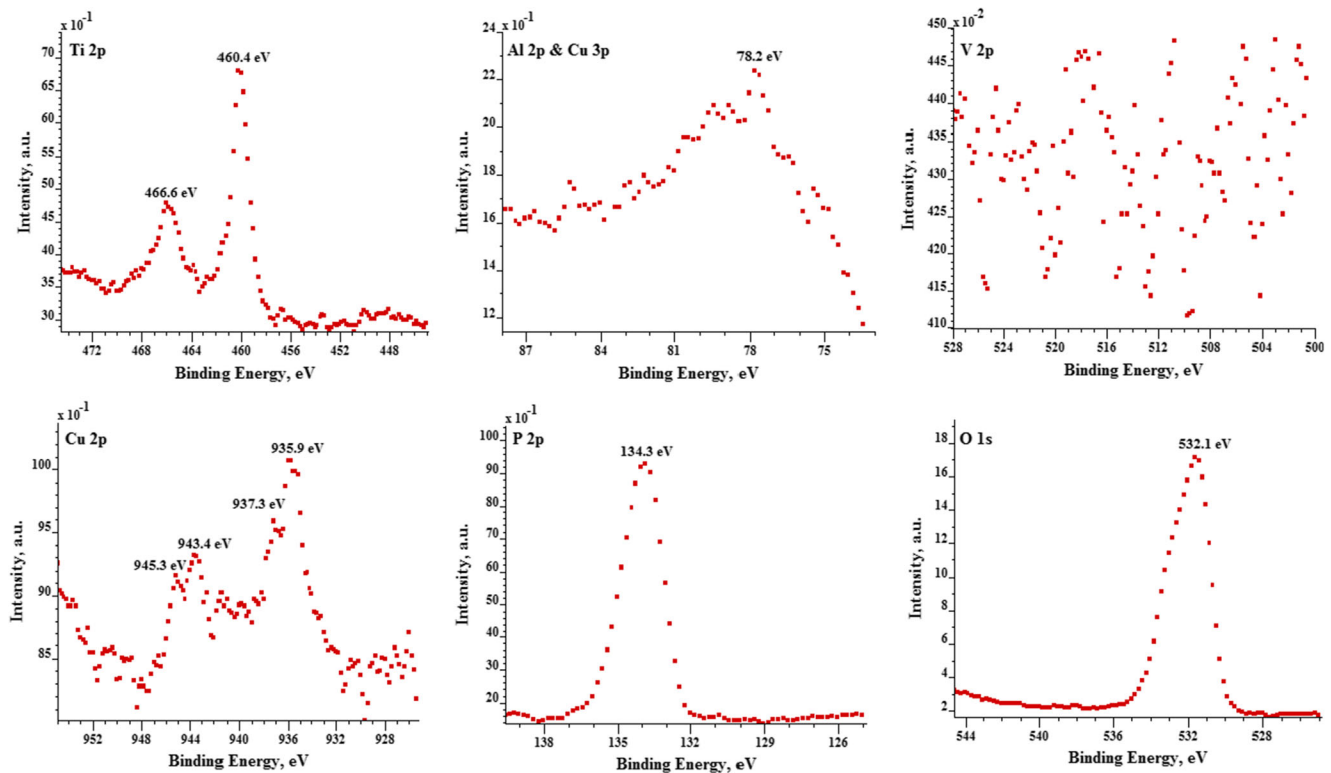 x 10⁻¹
Ti 2p
460.4 eV
466.6 eV
70
65
60
55
50
45
40
35
30
Intensity, a.u.
472 466 460 456 452 448
Binding Energy, eV
x 10⁻¹
Al 2p & Cu 3p
78.2 eV
24
22
20
18
16
14
12
Intensity, a.u.
87 84 81 78 75
Binding Energy, eV
x 10⁻²
V 2p
450
445
440
435
430
425
420
415
410
Intensity, a.u.
528 524 520 516 512 508 504 500
Binding Energy, eV
x 10⁻¹
Cu 2p
935.9 eV
937.3 eV
943.4 eV
945.3 eV
100
95
90
85
Intensity, a.u.
952 948 944 940 936 932 928
Binding Energy, eV
x 10⁻¹
P 2p
134.3 eV
100
90
80
70
60
50
40
30
20
Intensity, a.u.
138 135 132 129 126
Binding Energy, eV
O 1s
532.1 eV
18
16
14
12
10
8
6
4
2
Intensity, a.u.
544 540 536 532 528
Binding Energy, eV